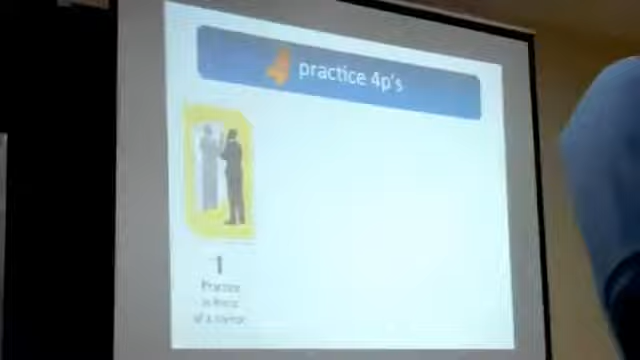 4 practice 4p's
1
Practice
in front
of a mirror